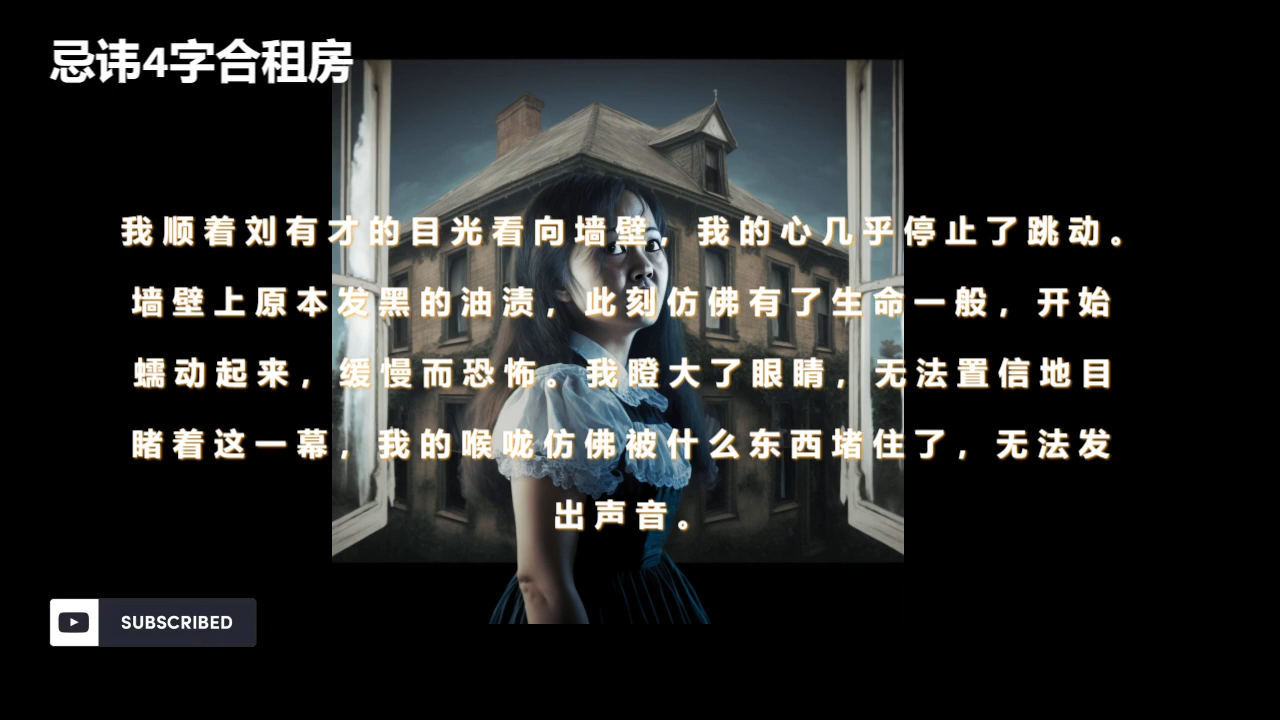 忌讳4字合租房
我顺着刘有才的目光看向墙壁，我的心几乎停止了跳动。
墙壁上原本发黑的油渍，此刻仿佛有了生命一般，开始
蠕动起来，缓慢而恐怖。我瞪大了眼睛，无法置信地目
睹着这一幕，我的喉咙仿佛被什么东西堵住了，无法发
出声音。
SUBSCRIBED